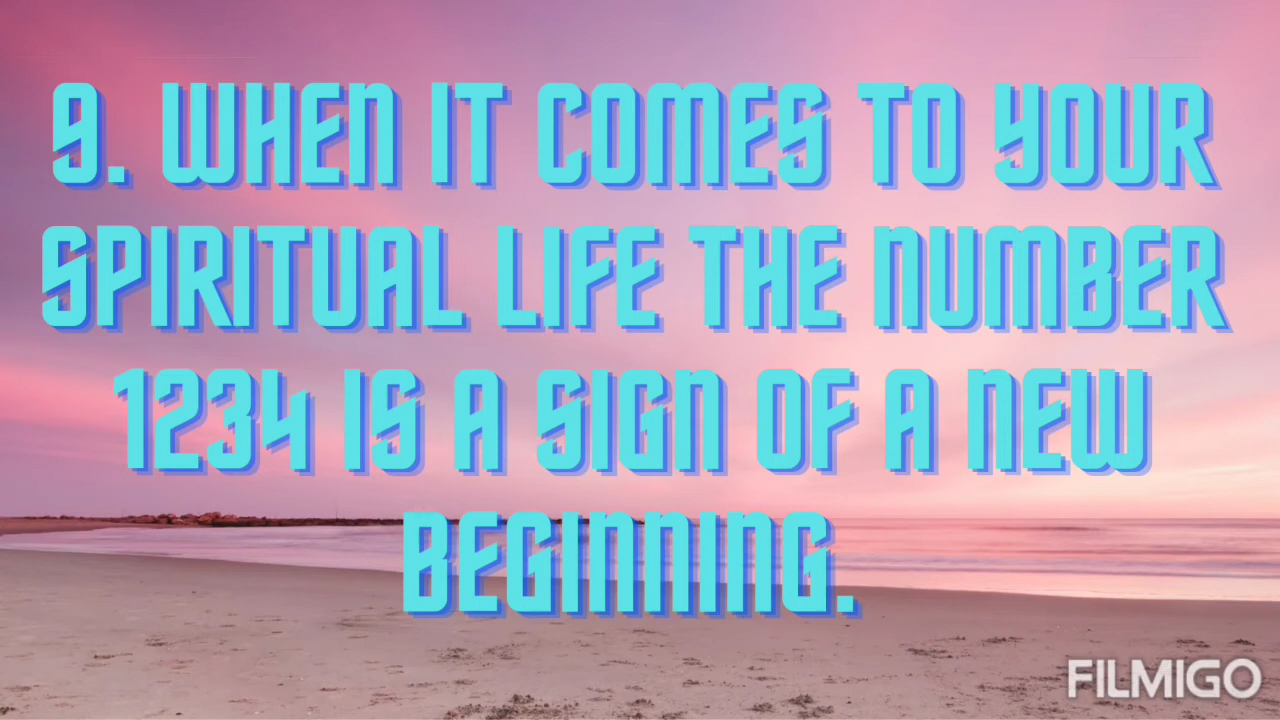 9. WHEN IT COMES TO YOUR
SPIRITUAL LIFE THE NUMBER
1234 IS A SIGN OF A NEW
BEGINNING.
FILMIGO